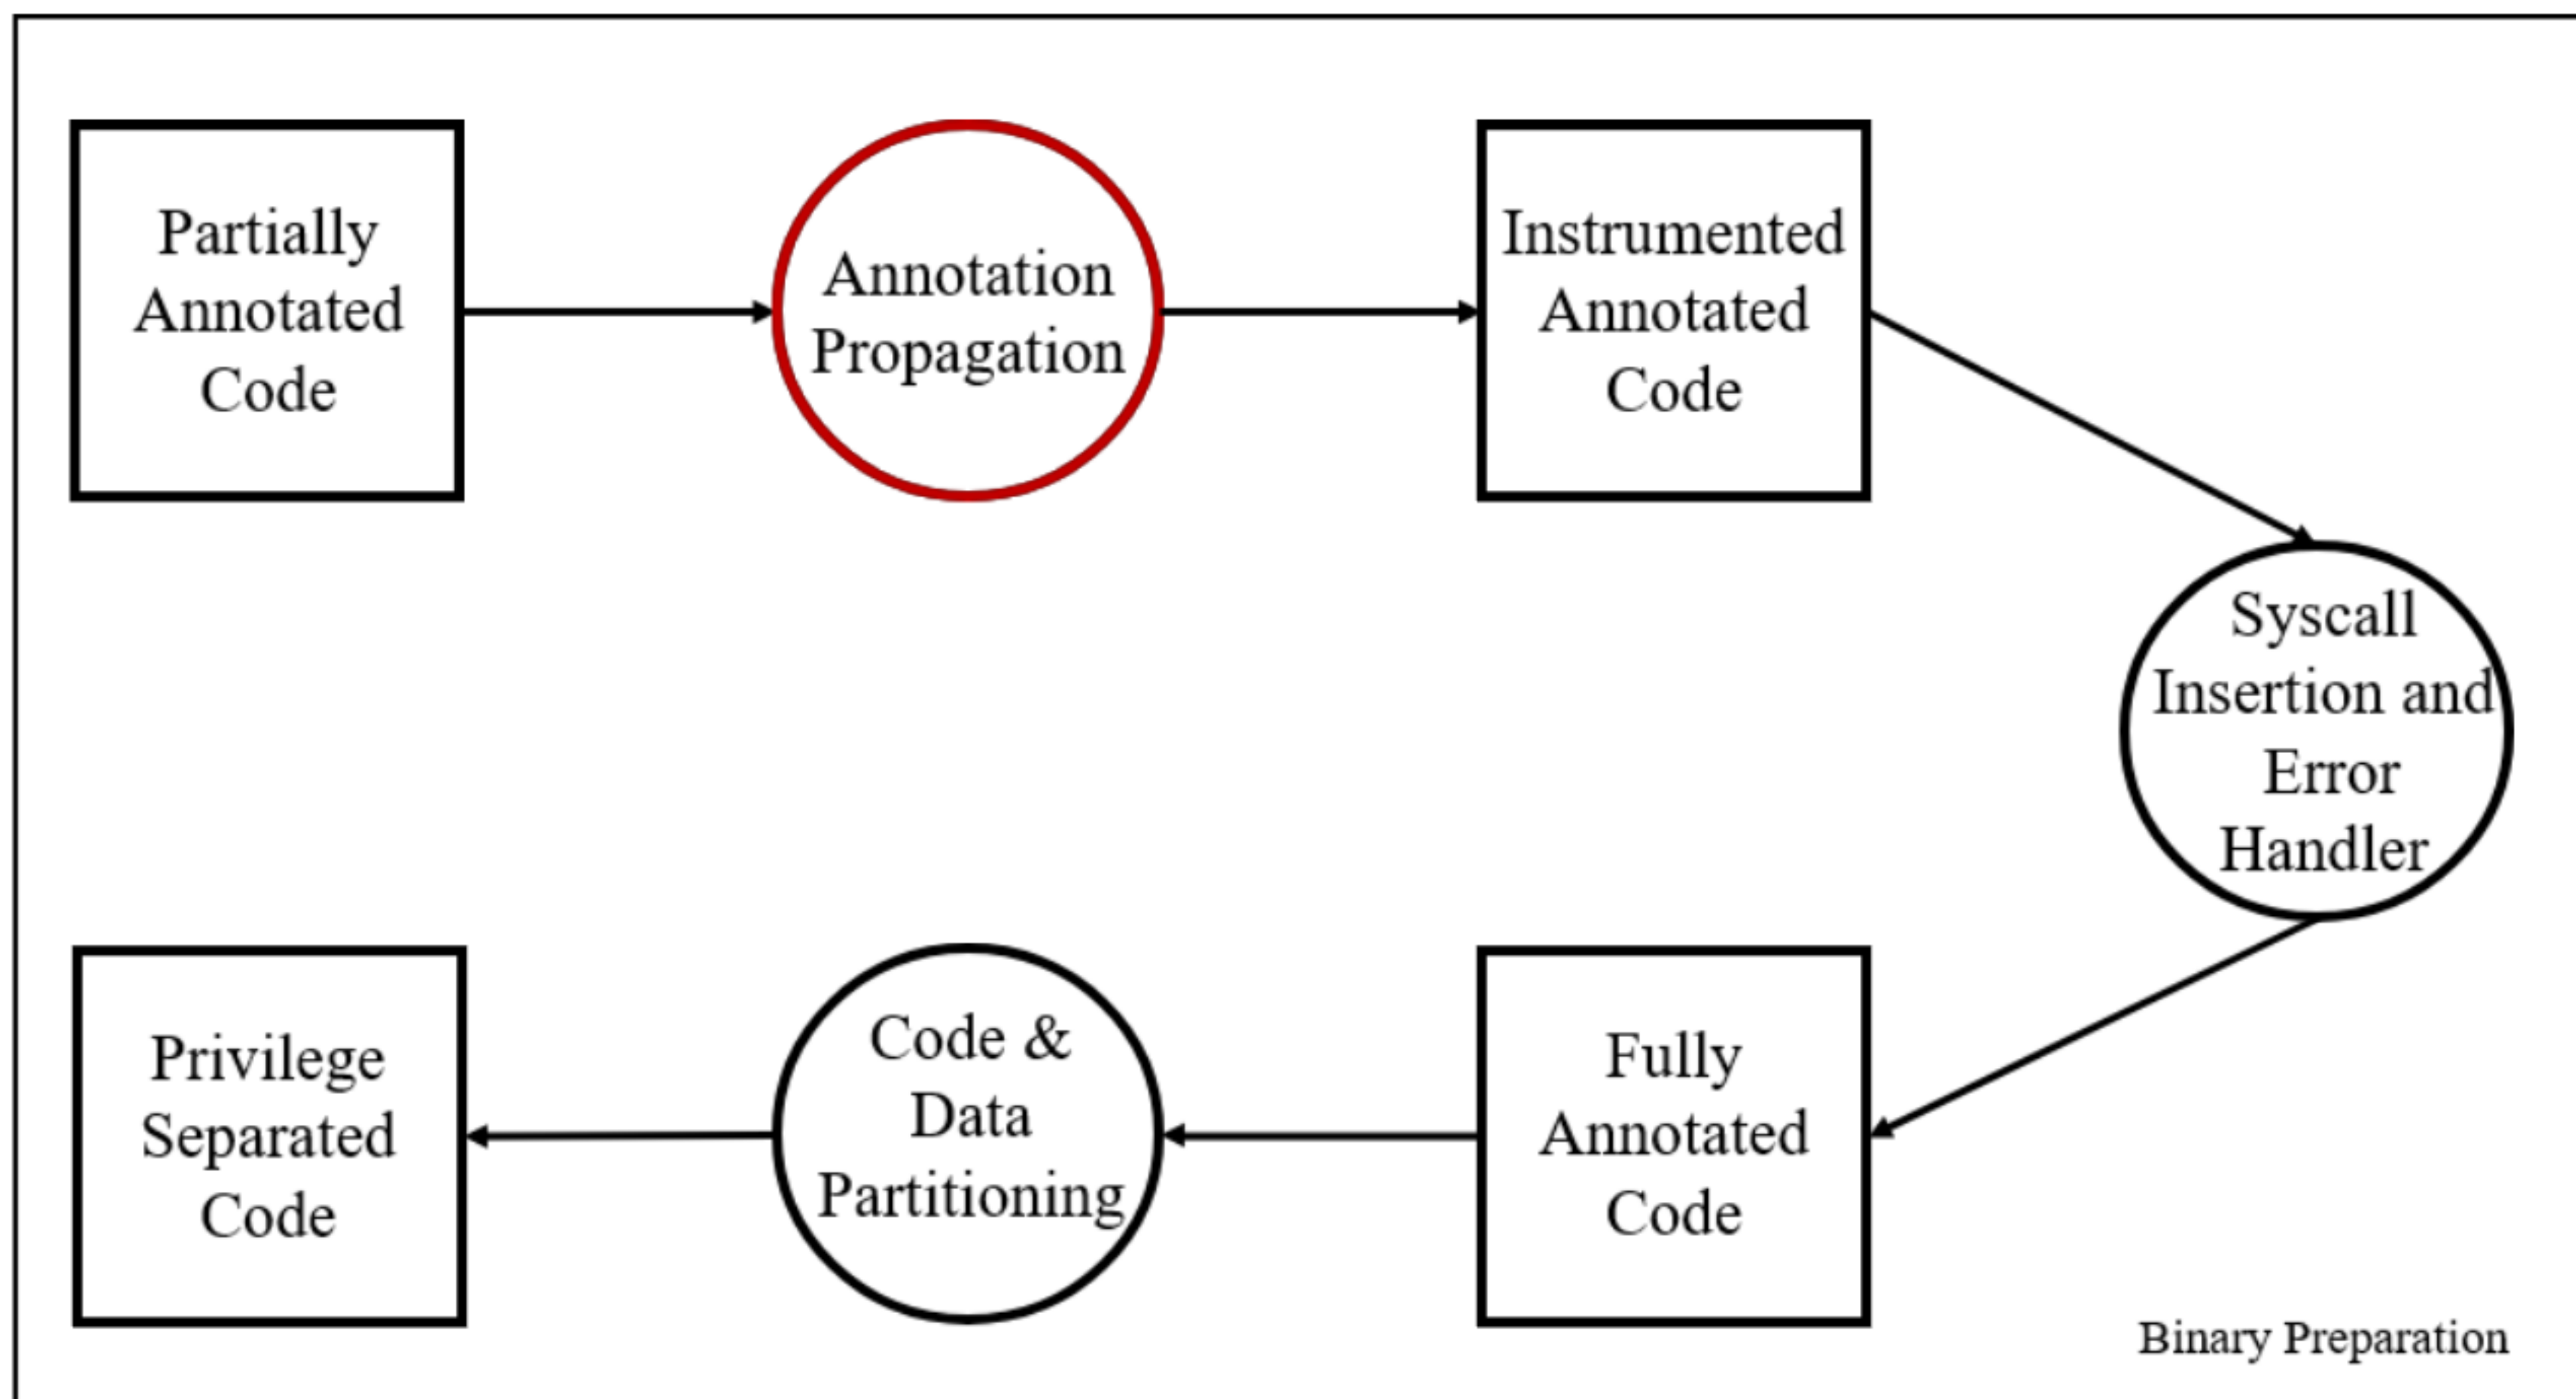 Partially
Annotated
Code
Annotation
Propagation
Instrumented
Annotated
Code
Syscall
Insertion and
Error
Handler
Fully
Annotated
Code
Code &
Data
Partitioning
Privilege
Separated
Code
Binary Preparation